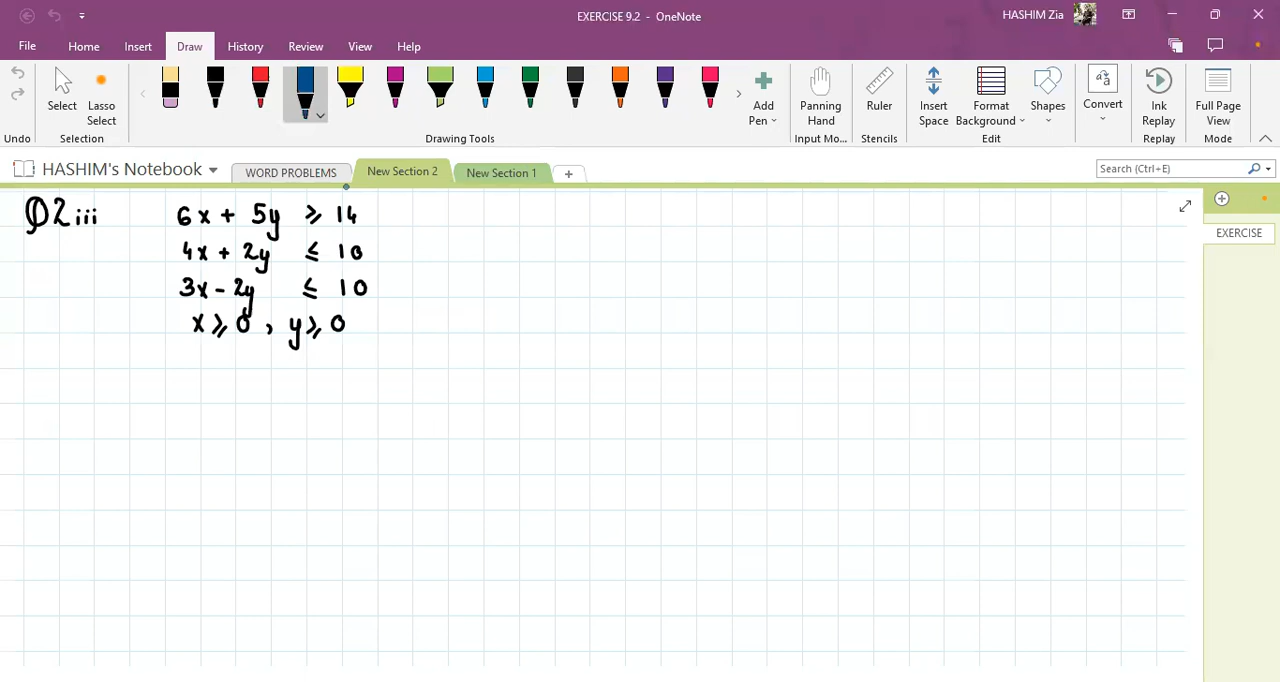 EXERCISE 9.2 - OneNote
HASHIM Zia
File Home Insert Draw History Review View Help
Select
Lasso Select
Add Pen
Panning Hand
Ruler
Insert Space
Format Background
Shapes
Convert
Ink Replay
Full Page View
Undo
Selection
Drawing Tools
Input Mo...
Stencils
Edit
Replay
Mode
HASHIM's Notebook
WORD PROBLEMS
New Section 2
New Section 1
Search (Ctrl+E)
EXERCISE
Q2iii 6x + 5y ≥ 14
4x + 2y ≤ 10
3x - 2y ≤ 10
x ≥ 0 , y ≥ 0